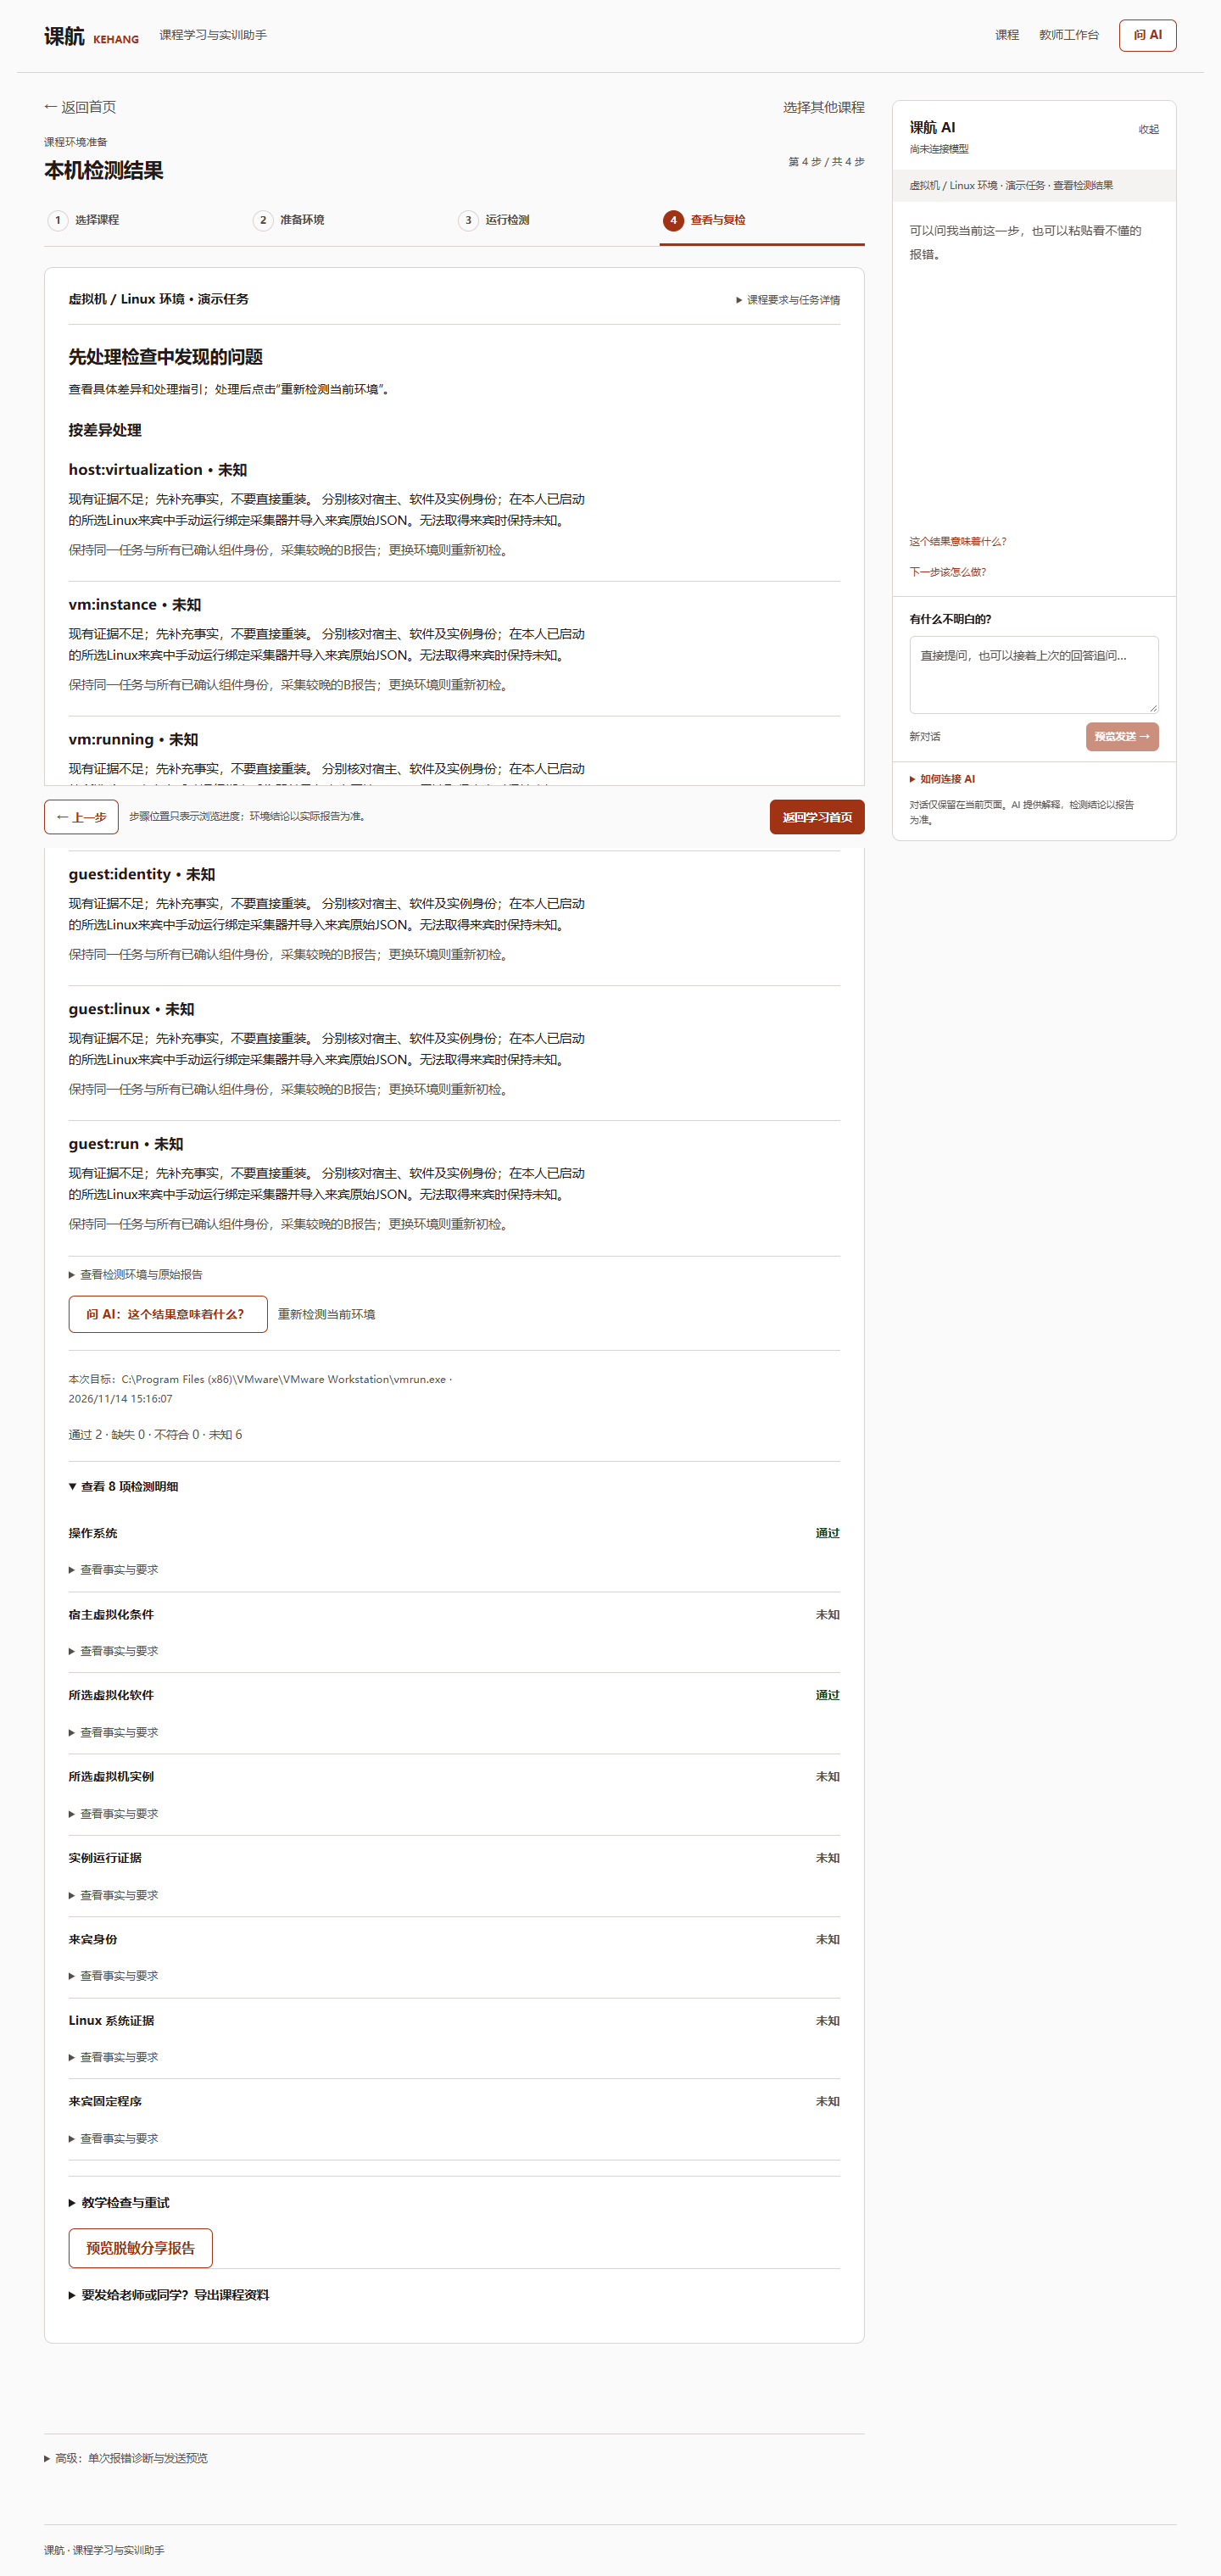 课航 KEHANG 课程学习与实训助手
课程 教师工作台 问 AI
← 返回首页 选择其他课程
课程环境准备
本机检测结果
第 4 步 / 共 4 步
1 选择课程 2 准备环境 3 运行检测 4 查看与复检
虚拟机 / Linux 环境 • 演示任务
▶ 课程要求与任务详情
先处理检查中发现的问题
查看具体差异和处理指引；处理后点击“重新检测当前环境”。
按差异处理
host:virtualization • 未知
现有证据不足；先补充事实，不要直接重装。 分别核对宿主、软件及实例身份；在本人已启动
的所选Linux来宾中手动运行绑定采集器并导入来宾原始JSON。无法取得来宾时保持未知。
保持同一任务与所有已确认组件身份，采集较晚的B报告；更换环境则重新初检。
vm:instance • 未知
现有证据不足；先补充事实，不要直接重装。 分别核对宿主、软件及实例身份；在本人已启动
的所选Linux来宾中手动运行绑定采集器并导入来宾原始JSON。无法取得来宾时保持未知。
保持同一任务与所有已确认组件身份，采集较晚的B报告；更换环境则重新初检。
vm:running • 未知
现有证据不足；先补充事实，不要直接重装。 分别核对宿主、软件及实例身份；在本人已启动
← 上一步 步骤位置只表示浏览进度；环境结论以实际报告为准。 返回学习首页
guest:identity • 未知
现有证据不足；先补充事实，不要直接重装。 分别核对宿主、软件及实例身份；在本人已启动
的所选Linux来宾中手动运行绑定采集器并导入来宾原始JSON。无法取得来宾时保持未知。
保持同一任务与所有已确认组件身份，采集较晚的B报告；更换环境则重新初检。
guest:linux • 未知
现有证据不足；先补充事实，不要直接重装。 分别核对宿主、软件及实例身份；在本人已启动
的所选Linux来宾中手动运行绑定采集器并导入来宾原始JSON。无法取得来宾时保持未知。
保持同一任务与所有已确认组件身份，采集较晚的B报告；更换环境则重新初检。
guest:run • 未知
现有证据不足；先补充事实，不要直接重装。 分别核对宿主、软件及实例身份；在本人已启动
的所选Linux来宾中手动运行绑定采集器并导入来宾原始JSON。无法取得来宾时保持未知。
保持同一任务与所有已确认组件身份，采集较晚的B报告；更换环境则重新初检。
▶ 查看检测环境与原始报告
问 AI：这个结果意味着什么？ 重新检测当前环境
本次目标：C:\Program Files (x86)\VMware\VMware Workstation\vmrun.exe ·
2026/11/14 15:16:07
通过 2 · 缺失 0 · 不符合 0 · 未知 6
▼ 查看 8 项检测明细
操作系统 通过
▶ 查看事实与要求
宿主虚拟化条件 未知
▶ 查看事实与要求
所选虚拟化软件 通过
▶ 查看事实与要求
所选虚拟机实例 未知
▶ 查看事实与要求
实例运行证据 未知
▶ 查看事实与要求
来宾身份 未知
▶ 查看事实与要求
Linux 系统证据 未知
▶ 查看事实与要求
来宾固定程序 未知
▶ 查看事实与要求
▶ 教学检查与重试
预览脱敏分享报告
▶ 要发给老师或同学？导出课程资料
▶ 高级：单次报错诊断与发送预览
课航 · 课程学习与实训助手
课航 AI 收起
尚未连接模型
虚拟机 / Linux 环境 · 演示任务 · 查看检测结果
可以问我当前这一步，也可以粘贴看不懂的
报错。
这个结果意味着什么？
下一步该怎么做？
有什么不明白的？
直接提问，也可以接着上次的回答追问...
新对话 预览发送 →
▶ 如何连接 AI
对话仅保留在当前页面。AI 提供解释，检测结论以报告
为准。